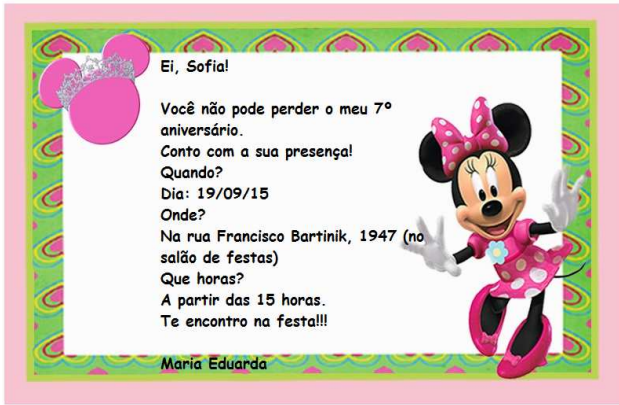 Ei, Sofia!
Você não pode perder o meu 7º
aniversário.
Conto com a sua presença!
Quando?
Dia: 19/09/15
Onde?
Na rua Francisco Bartinik, 1947 (no
salão de festas)
Que horas?
A partir das 15 horas.
Te encontro na festa!!!
Maria Eduarda